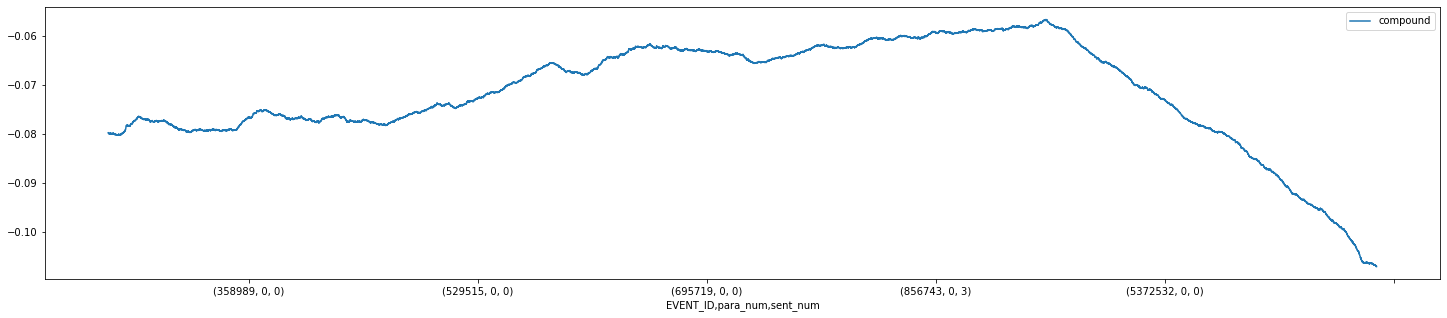 compound
−0.06
−0.07
−0.08
−0.09
−0.10
(358989, 0, 0) (529515, 0, 0) (695719, 0, 0) (856743, 0, 3) (5372532, 0, 0)
EVENT_ID,para_num,sent_num